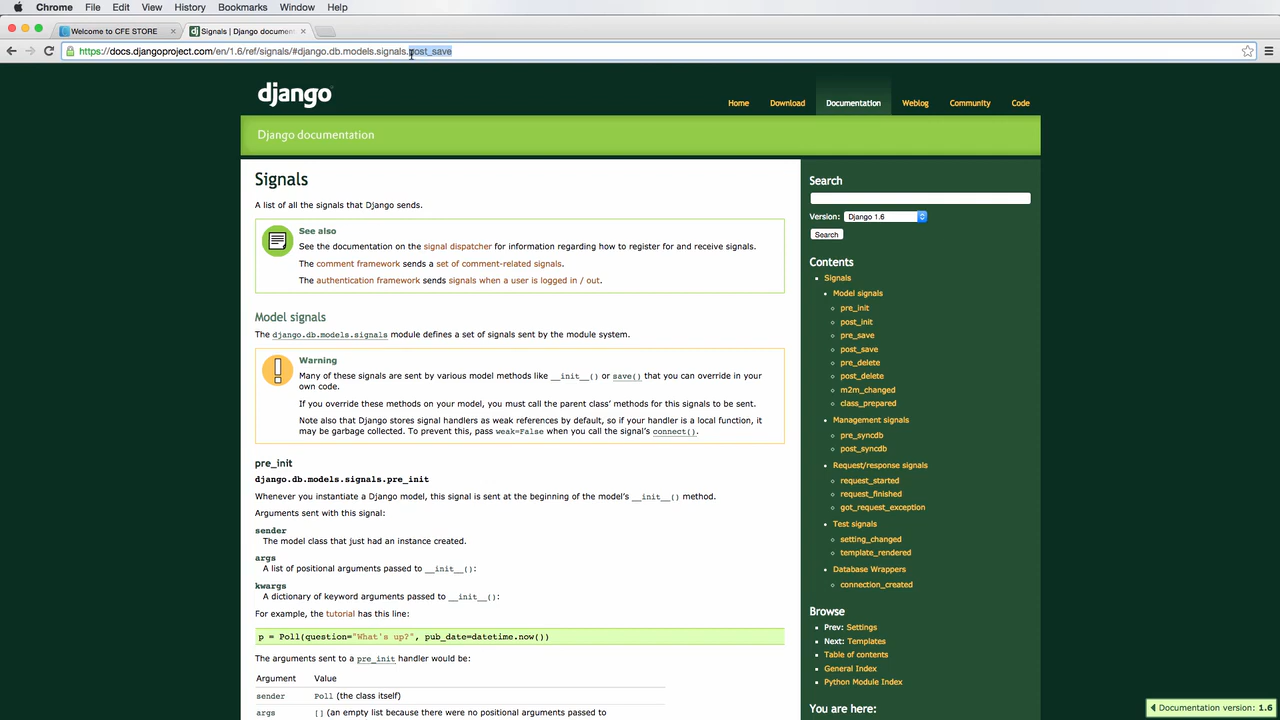 Chrome File Edit View History Bookmarks Window Help
Welcome to CFE STORE
Signals | Django document
https://docs.djangoproject.com/en/1.6/ref/signals/#django.db.models.signals.post_save
django
Home Download Documentation Weblog Community Code
Django documentation
Signals
A list of all the signals that Django sends.
See also
See the documentation on the signal dispatcher for information regarding how to register for and receive signals.
The comment framework sends a set of comment-related signals.
The authentication framework sends signals when a user is logged in / out.
Model signals
The django.db.models.signals module defines a set of signals sent by the module system.
Warning
Many of these signals are sent by various model methods like __init__() or save() that you can override in your
own code.
If you override these methods on your model, you must call the parent class' methods for this signals to be sent.
Note also that Django stores signal handlers as weak references by default, so if your handler is a local function, it
may be garbage collected. To prevent this, pass weak=False when you call the signal's connect().
pre_init
django.db.models.signals.pre_init
Whenever you instantiate a Django model, this signal is sent at the beginning of the model's __init__() method.
Arguments sent with this signal:
sender
The model class that just had an instance created.
args
A list of positional arguments passed to __init__():
kwargs
A dictionary of keyword arguments passed to __init__():
For example, the tutorial has this line:
p = Poll(question="What's up?", pub_date=datetime.now())
The arguments sent to a pre_init handler would be:
Argument Value
sender Poll (the class itself)
args [] (an empty list because there were no positional arguments passed to
Search
Version: Django 1.6
Search
Contents
Signals
Model signals
pre_init
post_init
pre_save
post_save
pre_delete
post_delete
m2m_changed
class_prepared
Management signals
pre_syncdb
post_syncdb
Request/response signals
request_started
request_finished
got_request_exception
Test signals
setting_changed
template_rendered
Database Wrappers
connection_created
Browse
Prev: Settings
Next: Templates
Table of contents
General Index
Python Module Index
You are here:
Documentation version: 1.6